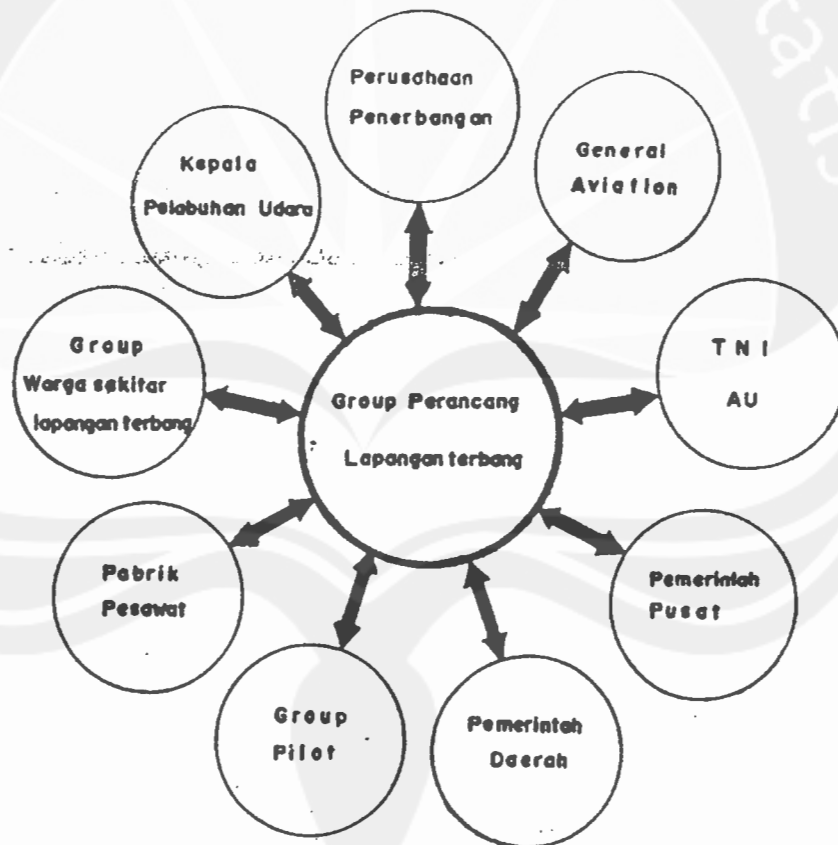 Perusahaan
Penerbangan
General
Aviation
TNI
AU
Pemerintah
Pusat
Pemerintah
Daerah
Group
Pilot
Pabrik
Pesawat
Group
Warga sekitar
lapangan terbang
Kepala
Pelabuhan Udara
Group Perancang
Lapangan terbang